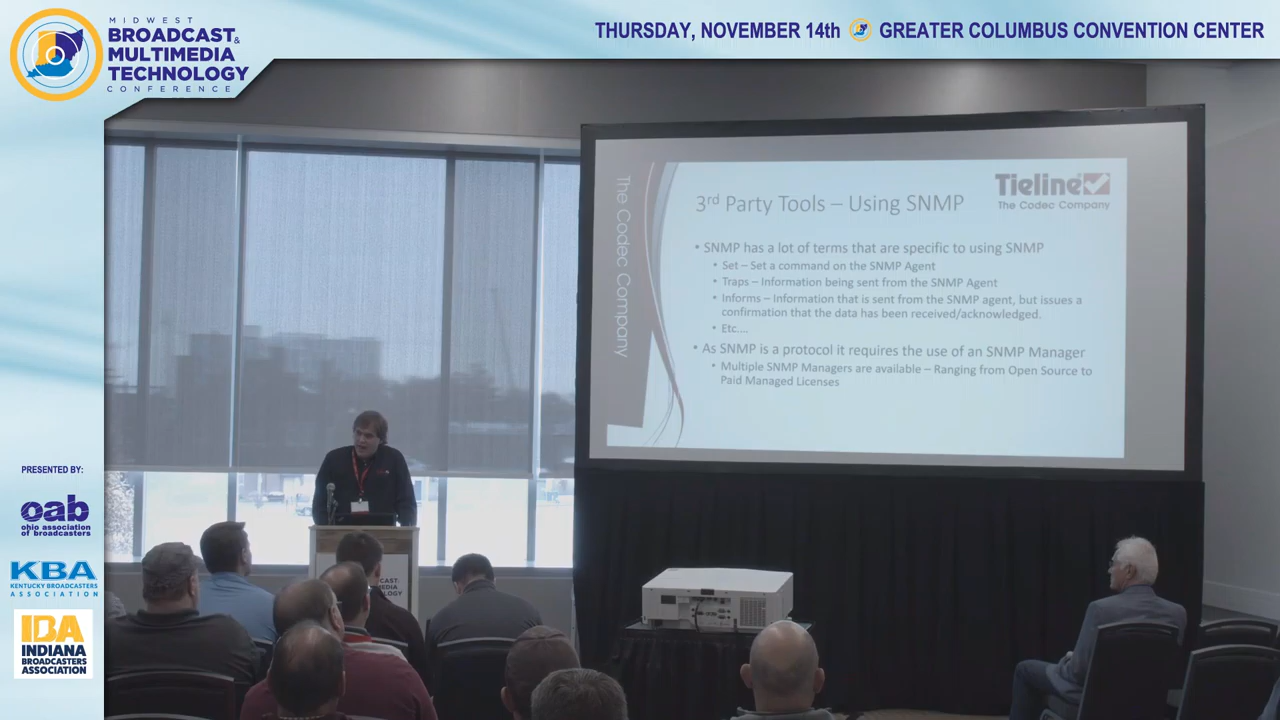 MIDWEST
BROADCAST&
MULTIMEDIA
TECHNOLOGY
CONFERENCE
THURSDAY, NOVEMBER 14th GREATER COLUMBUS CONVENTION CENTER
The Codec Company
Tieline
The Codec Company
3rd Party Tools – Using SNMP
• SNMP has a lot of terms that are specific to using SNMP
• Set – Set a command on the SNMP Agent
• Traps – Information being sent from the SNMP Agent
• Informs – Information that is sent from the SNMP agent, but issues a
confirmation that the data has been received/acknowledged.
• Etc....
• As SNMP is a protocol it requires the use of an SNMP Manager
• Multiple SNMP Managers are available – Ranging from Open Source to
Paid Managed Licenses
PRESENTED BY:
oab
ohio association
of broadcasters
KBA
KENTUCKY BROADCASTERS
ASSOCIATION
IBA
INDIANA
BROADCASTERS
ASSOCIATION